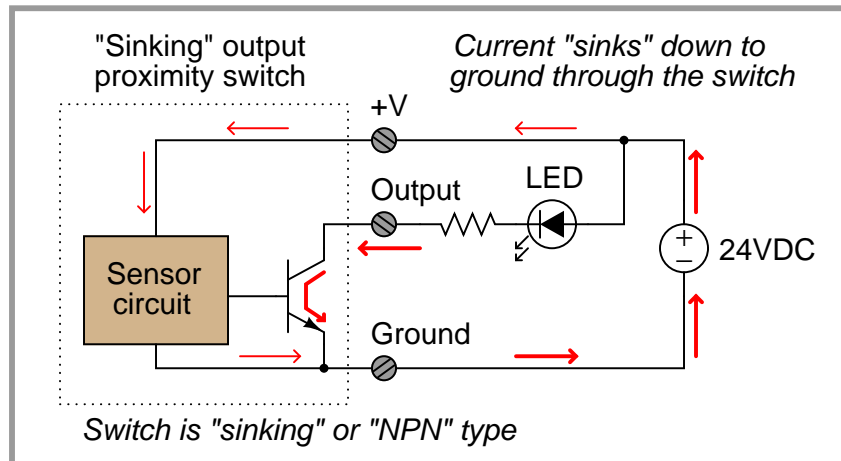 "Sinking" output
proximity switch
Current "sinks" down to
ground through the switch
+V
Output
LED
Sensor
circuit
+
−
24VDC
Ground
Switch is "sinking" or "NPN" type